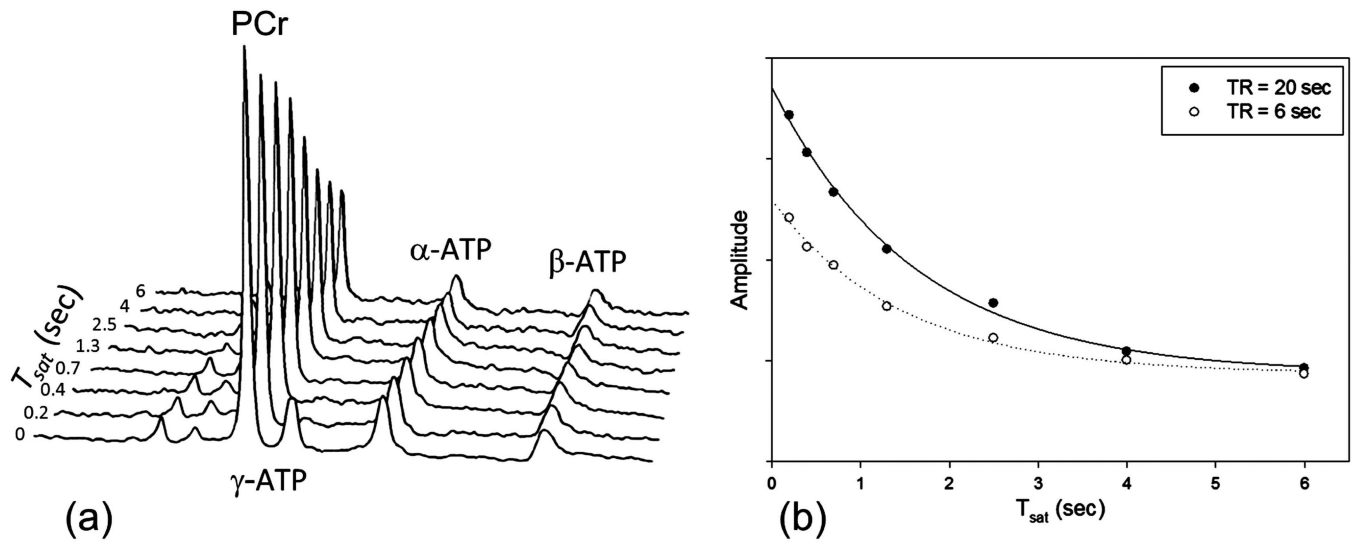 PCr
α-ATP
β-ATP
T_sat (sec)
6
4
2.5
1.3
0.7
0.4
0.2
0
γ-ATP
(a)
TR = 20 sec
TR = 6 sec
Amplitude
0 1 2 3 4 5 6
T_sat (sec)
(b)